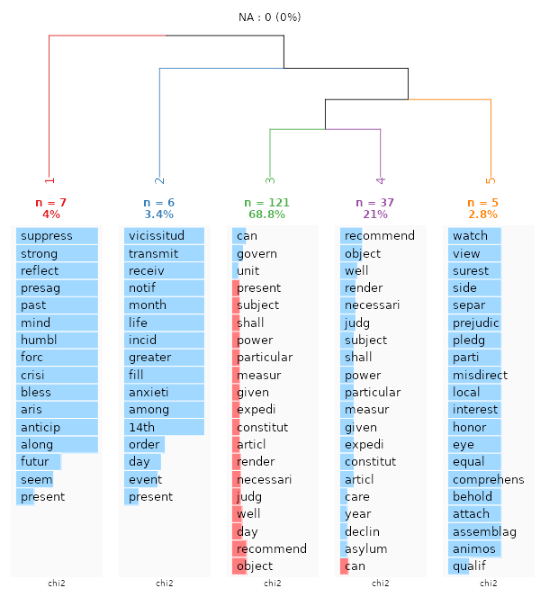 NA : 0 (0%)
1
2
3
4
5
n = 7
4%
n = 6
3.4%
n = 121
68.8%
n = 37
21%
n = 5
2.8%
suppress
strong
reflect
presag
past
mind
humbl
forc
crisi
bless
aris
anticip
along
futur
seem
present
chi2
vicissitud
transmit
receiv
notif
month
life
incid
greater
fill
anxieti
among
14th
order
day
event
present
chi2
can
govern
unit
present
subject
shall
power
particular
measur
given
expedi
constitut
articl
render
necessari
judg
well
day
recommend
object
chi2
recommend
object
well
render
necessari
judg
subject
shall
power
particular
measur
given
expedi
constitut
articl
care
year
declin
asylum
can
chi2
watch
view
surest
side
separ
prejudic
pledg
parti
misdirect
local
interest
honor
eye
equal
comprehens
behold
attach
assemblag
animos
qualif
chi2